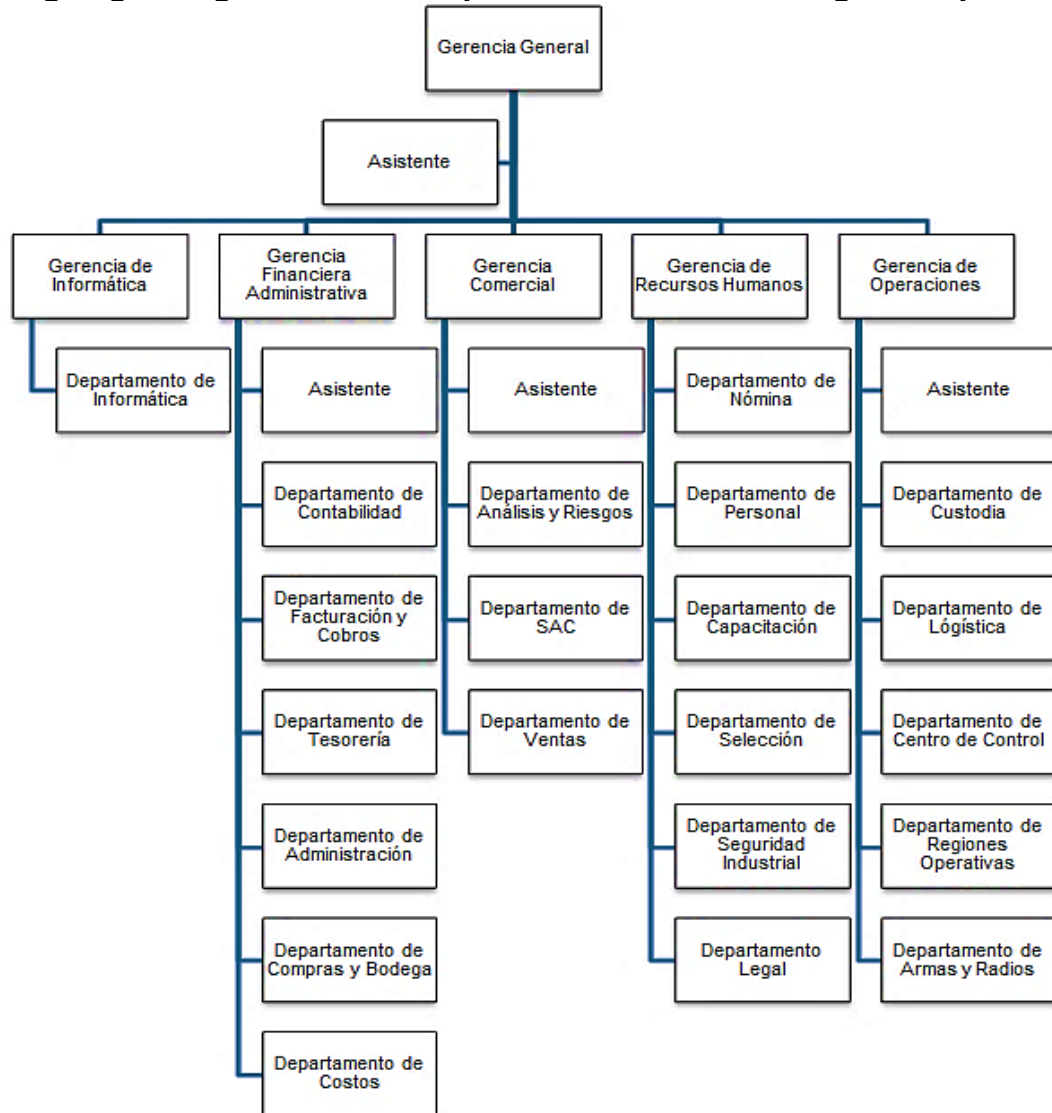 Gerencia General
Asistente
Gerencia de
Informática
Gerencia
Financiera
Administrativa
Gerencia
Comercial
Gerencia de
Recursos Humanos
Gerencia de
Operaciones
Departamento de
Informática
Asistente
Departamento de
Contabilidad
Departamento de
Facturación y
Cobros
Departamento de
Tesorería
Departamento de
Administración
Departamento de
Compras y Bodega
Departamento de
Costos
Asistente
Departamento de
Análisis y Riesgos
Departamento de
SAC
Departamento de
Ventas
Departamento de
Nómina
Departamento de
Personal
Departamento de
Capacitación
Departamento de
Selección
Departamento de
Seguridad
Industrial
Departamento
Legal
Asistente
Departamento de
Custodia
Departamento de
Lógística
Departamento de
Centro de Control
Departamento de
Regiones
Operativas
Departamento de
Armas y Radios